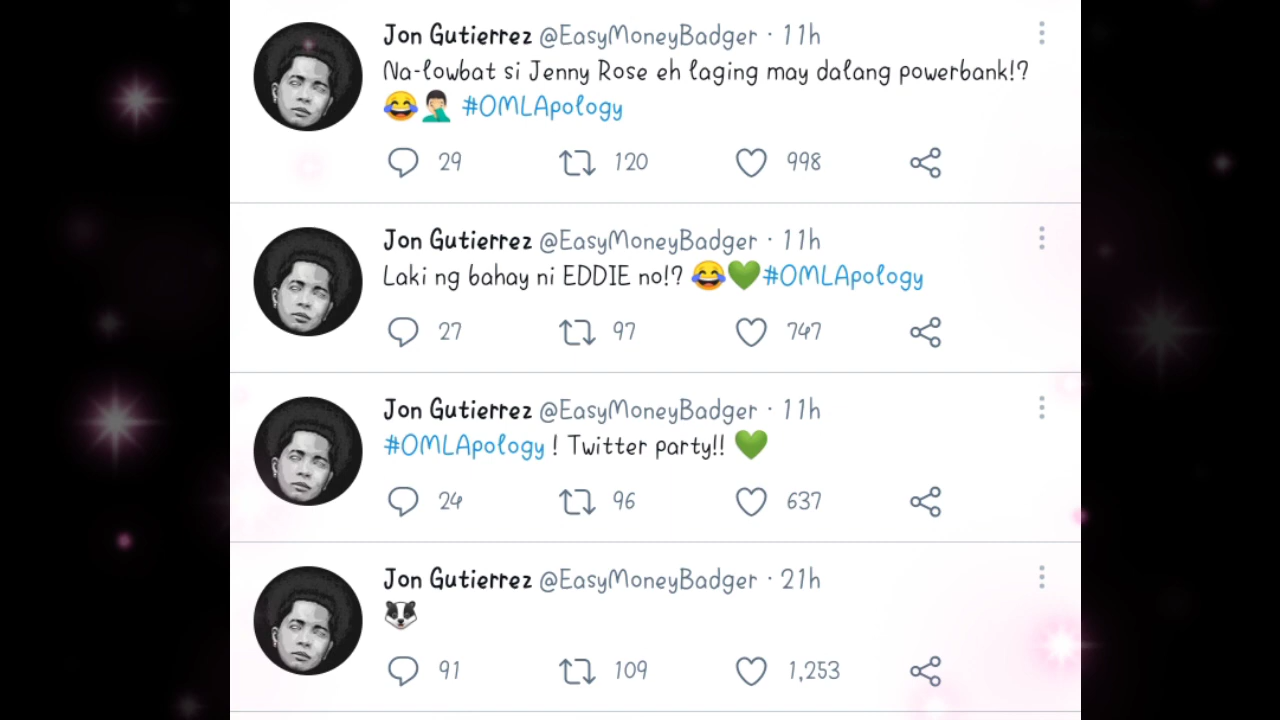 Jon Gutierrez @EasyMoneyBadger · 11h
Na-lowbat si Jenny Rose eh laging may dalang powerbank!?
😂🤦🏻‍♂️ #OMLApology
29 120 998
Jon Gutierrez @EasyMoneyBadger · 11h
Laki ng bahay ni EDDIE no!? 😂💚#OMLApology
27 97 747
Jon Gutierrez @EasyMoneyBadger · 11h
#OMLApology ! Twitter party!! 💚
24 96 637
Jon Gutierrez @EasyMoneyBadger · 21h
🦡
91 109 1,253